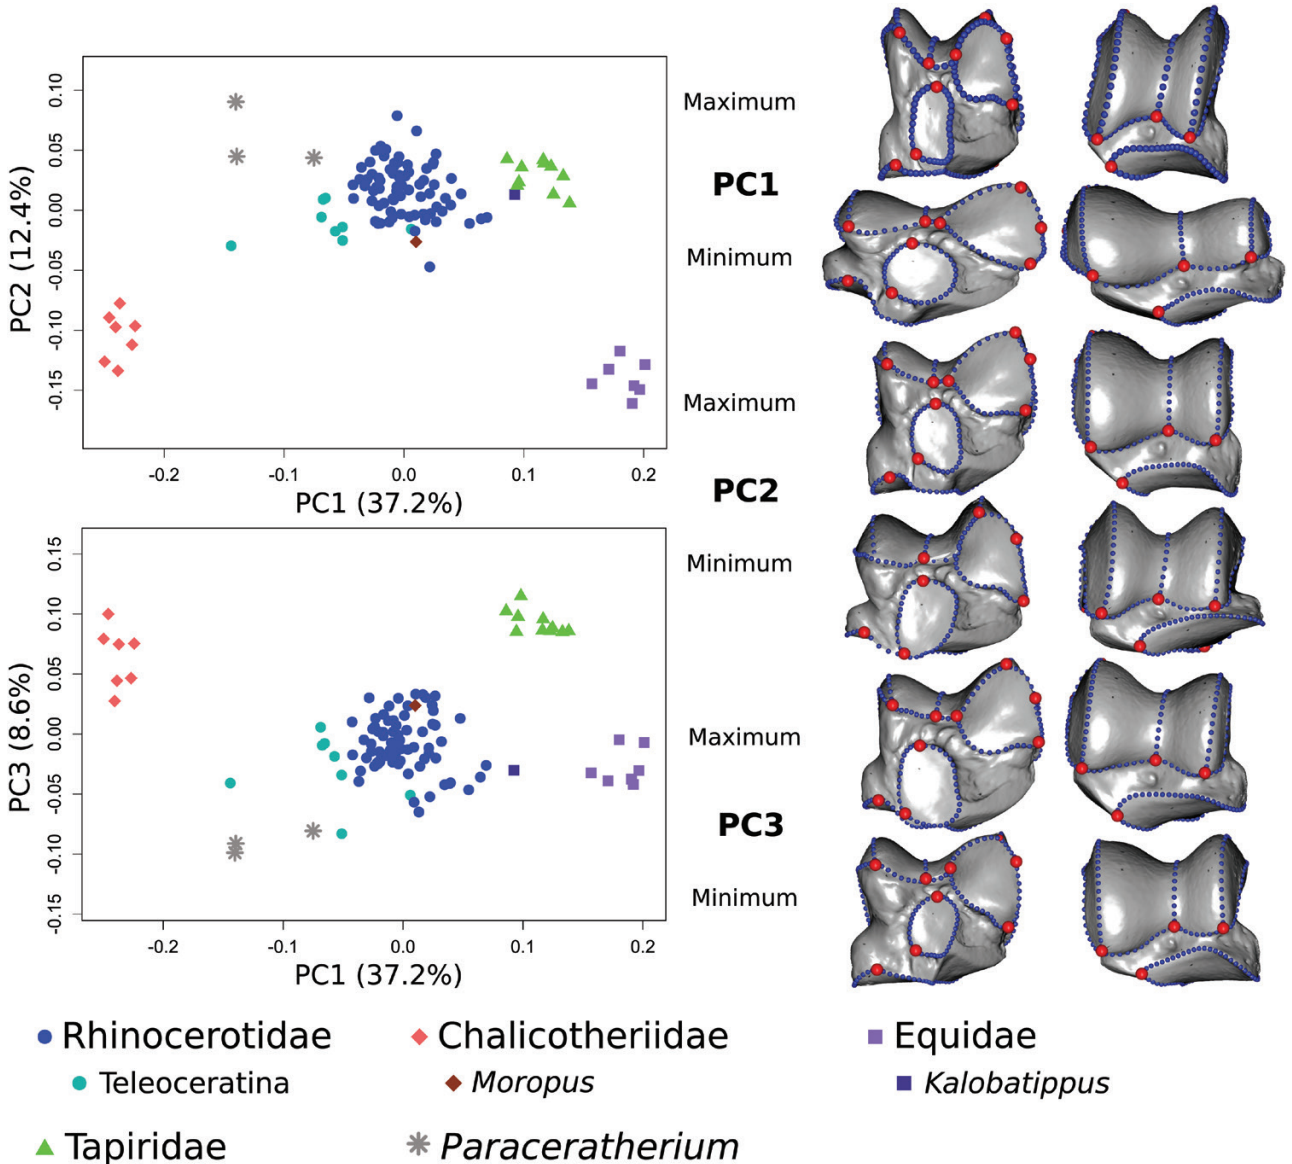 0.10
0.05
0.00
-0.05
-0.10
-0.15
PC2 (12.4%)
-0.2 -0.1 0.0 0.1 0.2
PC1 (37.2%)
0.15
0.10
0.05
0.00
-0.05
-0.10
-0.15
PC3 (8.6%)
-0.2 -0.1 0.0 0.1 0.2
PC1 (37.2%)
Maximum
PC1
Minimum
Maximum
PC2
Minimum
Maximum
PC3
Minimum
Rhinocerotidae Chalicotheriidae Equidae
Teleoceratina Moropus Kalobatippus
Tapiridae Paraceratherium